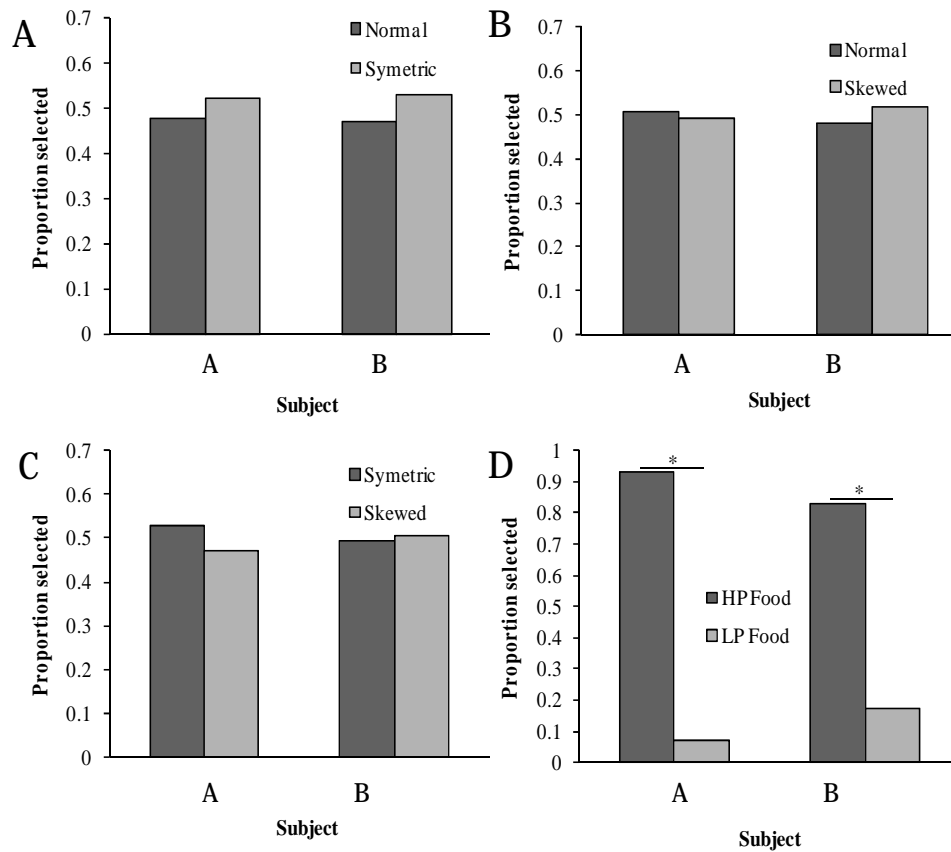 A
Proportion selected
0.7
0.6
0.5
0.4
0.3
0.2
0.1
0
Normal
Symetric
A B
Subject
B
Proportion selected
0.7
0.6
0.5
0.4
0.3
0.2
0.1
0
Normal
Skewed
A B
Subject
C
Proportion selected
0.7
0.6
0.5
0.4
0.3
0.2
0.1
0
Symetric
Skewed
A B
Subject
D
Proportion selected
1
0.9
0.8
0.7
0.6
0.5
0.4
0.3
0.2
0.1
0
*
*
HP Food
LP Food
A B
Subject